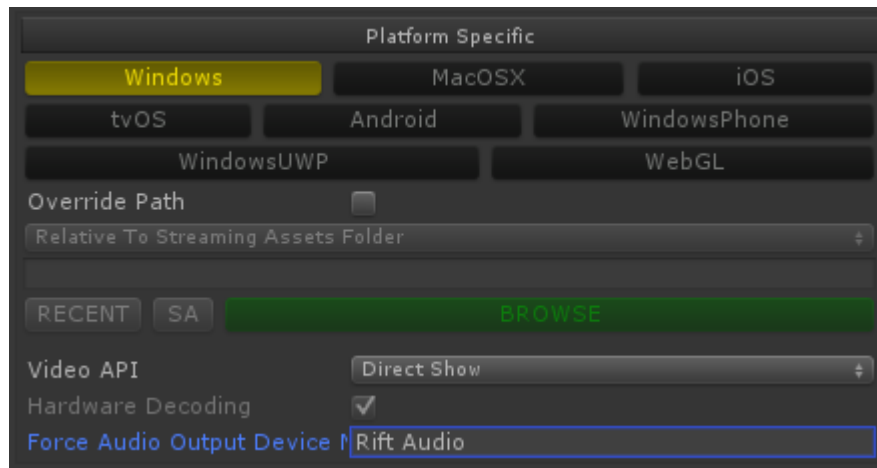 Platform Specific
Windows MacOSX iOS
tvOS Android WindowsPhone
WindowsUWP WebGL
Override Path
Relative To Streaming Assets Folder
RECENT SA BROWSE
Video API Direct Show
Hardware Decoding
Force Audio Output Device Rift Audio